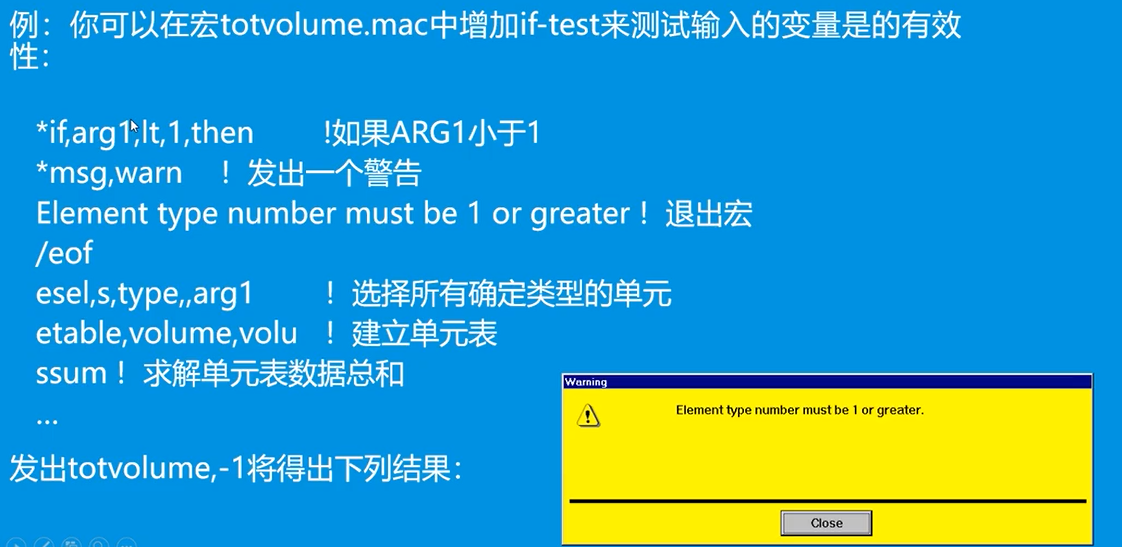 例：你可以在宏totvolume.mac中增加if-test来测试输入的变量是的有效
性：
*if,arg1,lt,1,then !如果ARG1小于1
*msg,warn ！发出一个警告
Element type number must be 1 or greater！退出宏
/eof
esel,s,type,,arg1 ！选择所有确定类型的单元
etable,volume,volu ！建立单元表
ssum！求解单元表数据总和
...
发出totvolume,-1将得出下列结果：
Warning
Element type number must be 1 or greater.
Close